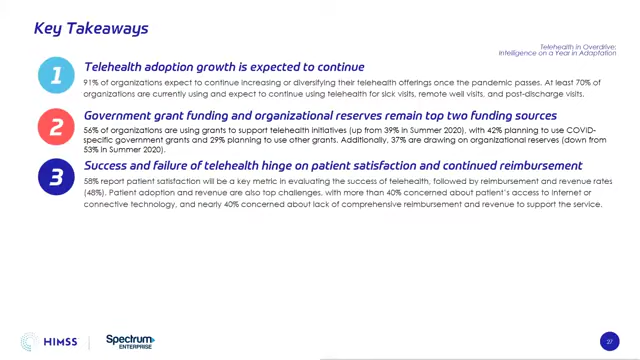 Key Takeaways
Telehealth in Overdrive:
Intelligence on a Year in Adaptation
1
Telehealth adoption growth is expected to continue
91% of organizations expect to continue increasing or diversifying their telehealth offerings once the pandemic passes. At least 70% of
organizations are currently using and expect to continue using telehealth for sick visits, remote well visits, and post-discharge visits.
2
Government grant funding and organizational reserves remain top two funding sources
56% of organizations are using grants to support telehealth initiatives (up from 39% in Summer 2020), with 42% planning to use COVID-
specific government grants and 29% planning to use other grants. Additionally, 37% are drawing on organizational reserves (down from
53% in Summer 2020).
3
Success and failure of telehealth hinge on patient satisfaction and continued reimbursement
58% report patient satisfaction will be a key metric in evaluating the success of telehealth, followed by reimbursement and revenue rates
(48%). Patient adoption and revenue are also top challenges, with more than 40% concerned about patient's access to internet or
connective technology, and nearly 40% concerned about lack of comprehensive reimbursement and revenue to support the service.
HIMSS
Spectrum
ENTERPRISE
27